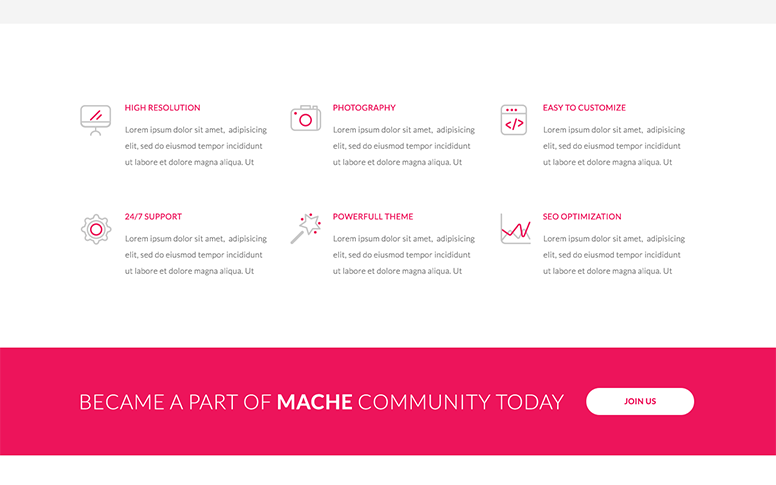 HIGH RESOLUTION
Lorem ipsum dolor sit amet, adipisicing
elit, sed do eiusmod tempor incididunt
ut labore et dolore magna aliqua. Ut
PHOTOGRAPHY
Lorem ipsum dolor sit amet, adipisicing
elit, sed do eiusmod tempor incididunt
ut labore et dolore magna aliqua. Ut
EASY TO CUSTOMIZE
Lorem ipsum dolor sit amet, adipisicing
elit, sed do eiusmod tempor incididunt
ut labore et dolore magna aliqua. Ut
24/7 SUPPORT
Lorem ipsum dolor sit amet, adipisicing
elit, sed do eiusmod tempor incididunt
ut labore et dolore magna aliqua. Ut
POWERFULL THEME
Lorem ipsum dolor sit amet, adipisicing
elit, sed do eiusmod tempor incididunt
ut labore et dolore magna aliqua. Ut
SEO OPTIMIZATION
Lorem ipsum dolor sit amet, adipisicing
elit, sed do eiusmod tempor incididunt
ut labore et dolore magna aliqua. Ut
BECAME A PART OF MACHE COMMUNITY TODAY
JOIN US